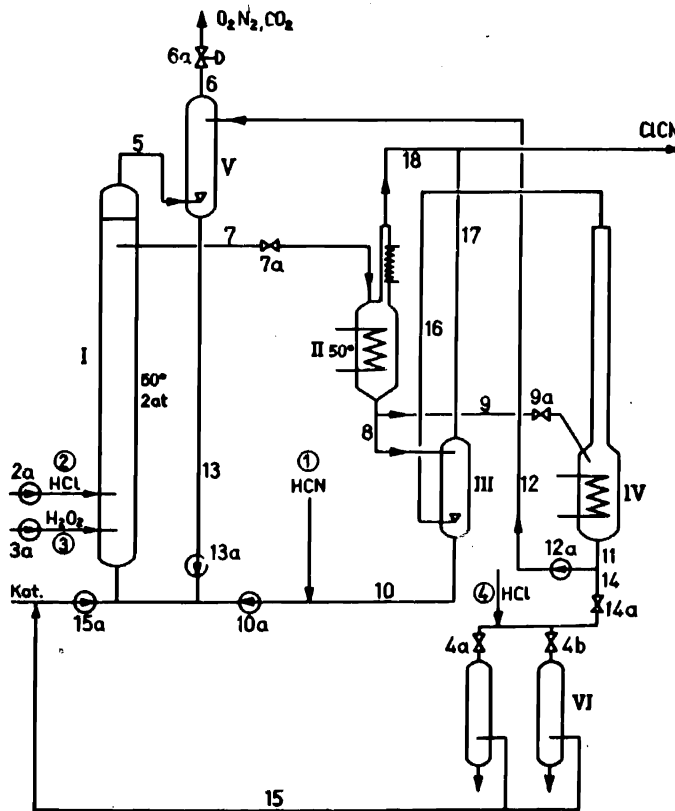 O₂N₂, CO₂
6a
6
ClCN
5
V
18
7
7a
17
I
II 50°
16
60°
2at
9
9a
8
2a
②
HCl
13
①
HCN
III
12
IV
3a
H₂O₂
③
13a
12a
11
14
Kat.
10
④
HCl
14a
15a
10a
4a
4b
VI
15